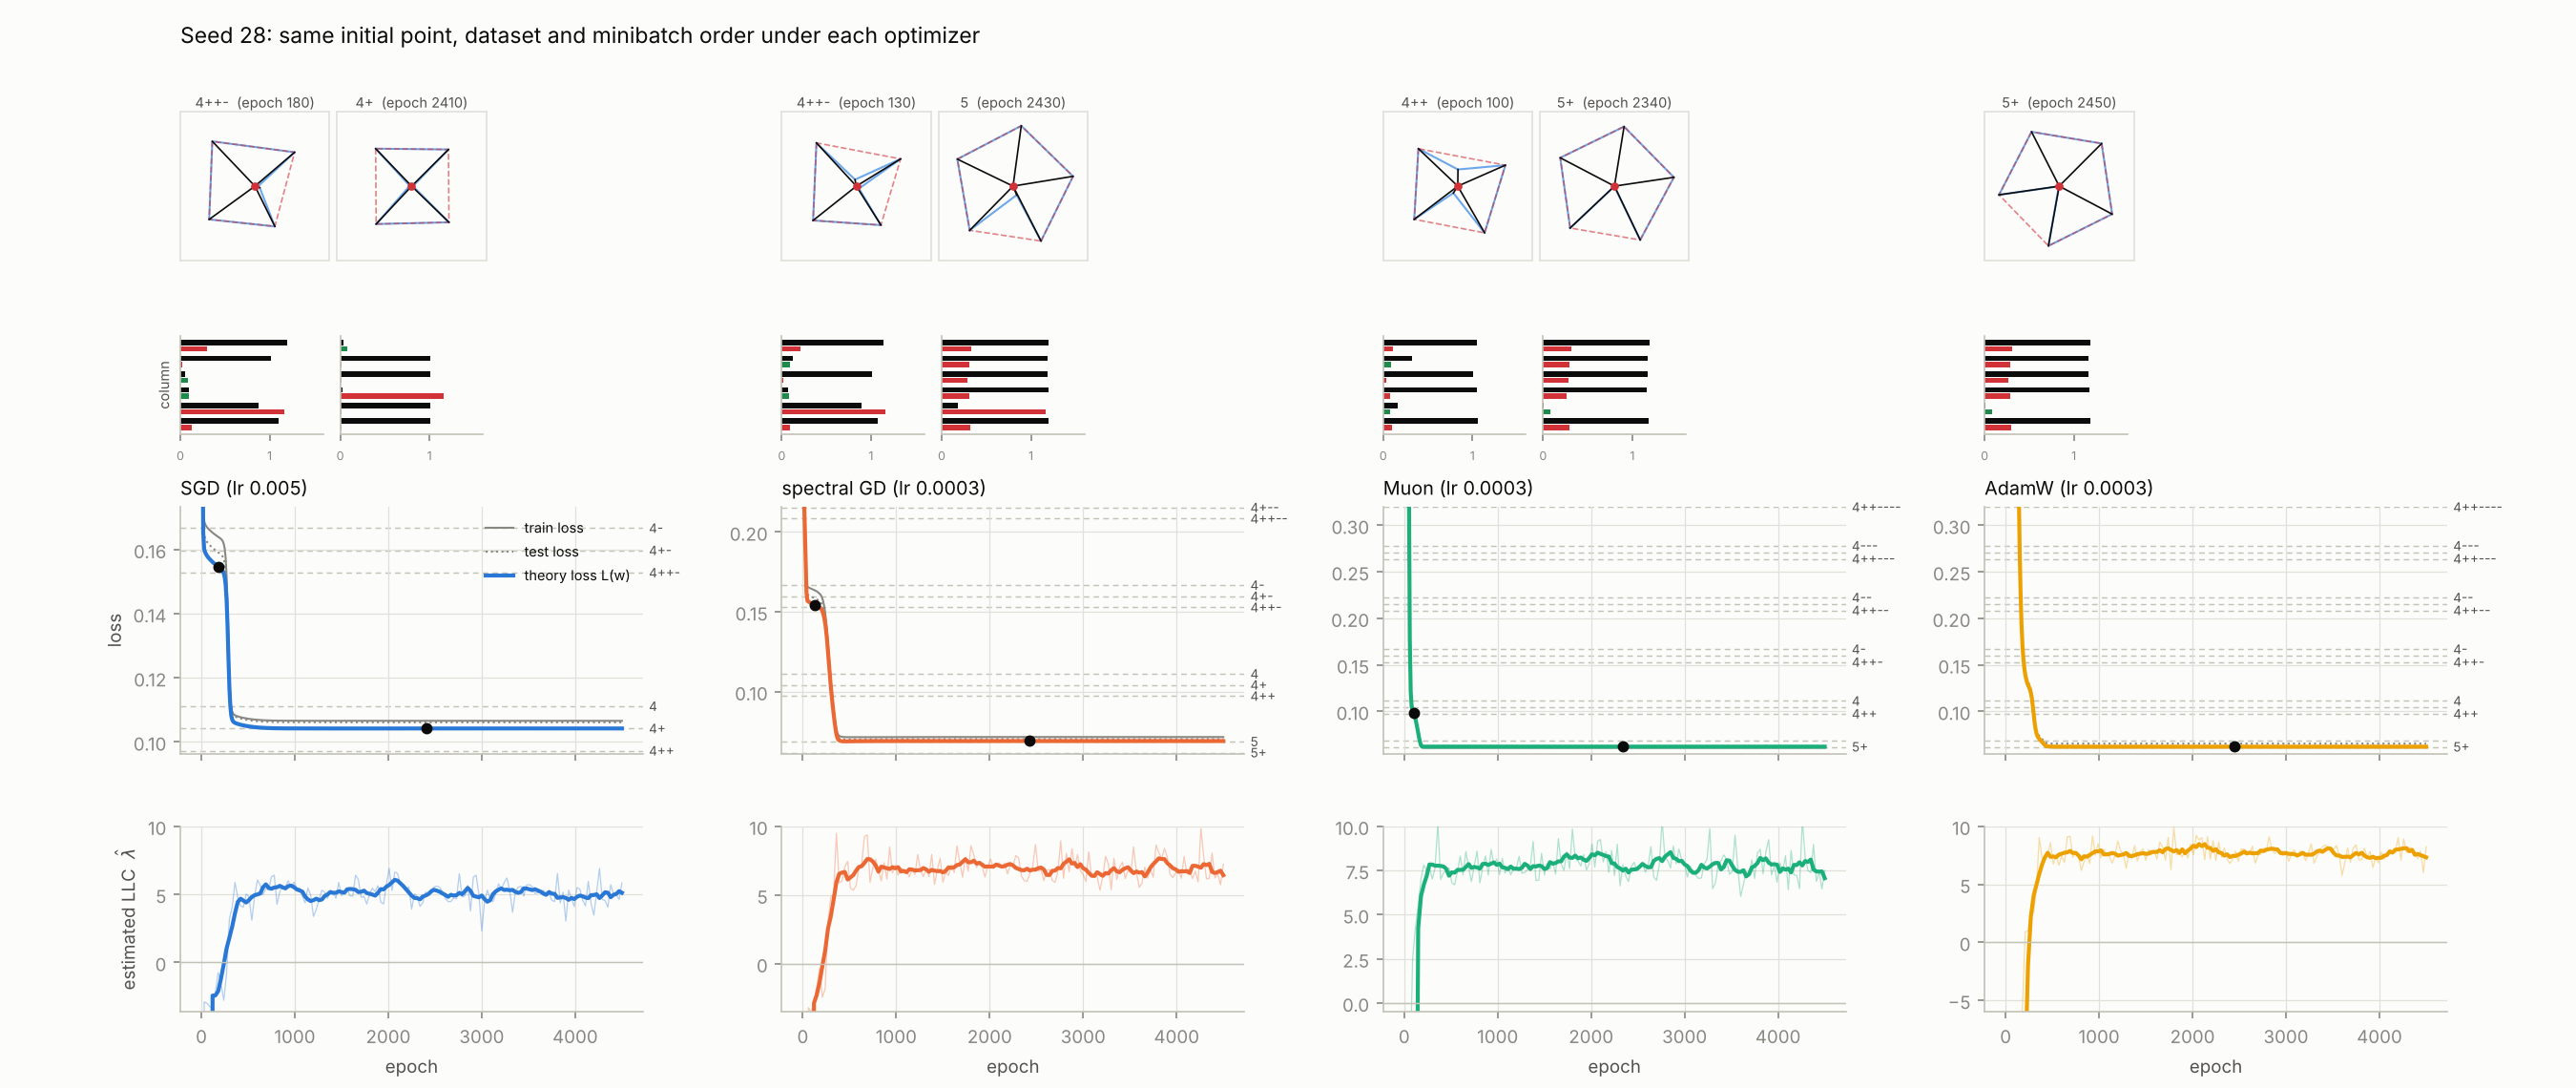 Seed 28: same initial point, dataset and minibatch order under each optimizer
4++- (epoch 180)
4+ (epoch 2410)
4++- (epoch 130)
5 (epoch 2430)
4++ (epoch 100)
5+ (epoch 2340)
5+ (epoch 2450)
column
0 1
0 1
0 1
0 1
0 1
0 1
0 1
SGD (lr 0.005)
loss
0.16
0.14
0.12
0.10
train loss
test loss
theory loss L(w)
4-
4+-
4++-
4
4+
4++
spectral GD (lr 0.0003)
0.20
0.15
0.10
4+--
4++--
4-
4+-
4++-
4
4+
4++
5
5+
Muon (lr 0.0003)
0.30
0.25
0.20
0.15
0.10
4++----
4---
4++---
4--
4++--
4-
4++-
4
4++
5+
AdamW (lr 0.0003)
0.30
0.25
0.20
0.15
0.10
4++----
4---
4++---
4--
4++--
4-
4++-
4
4++
5+
estimated LLC λ̂
10
5
0
0 1000 2000 3000 4000
epoch
10
5
0
0 1000 2000 3000 4000
epoch
10.0
7.5
5.0
2.5
0.0
0 1000 2000 3000 4000
epoch
10
5
0
−5
0 1000 2000 3000 4000
epoch